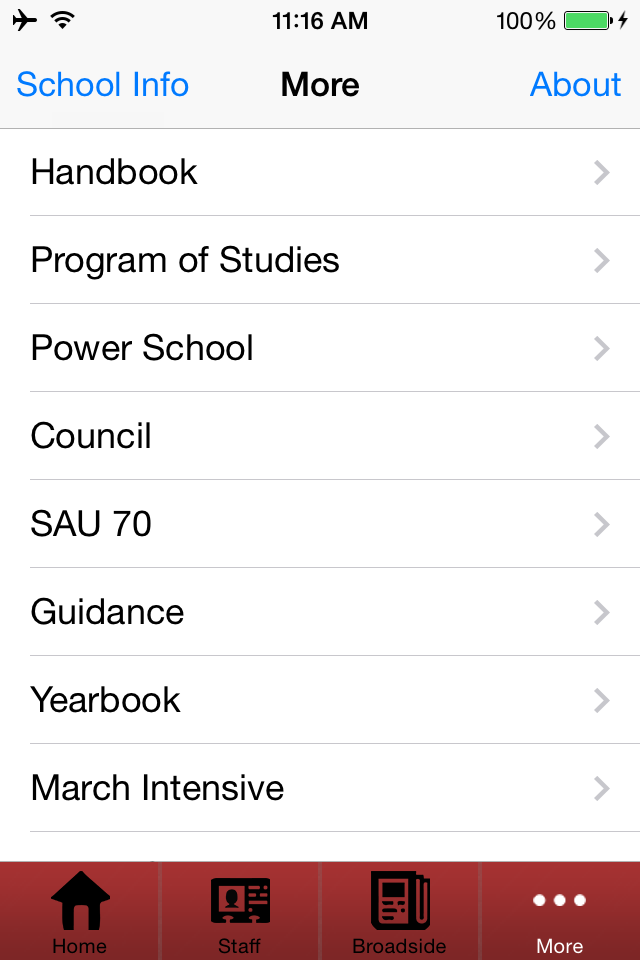 11:16 AM 100%
School Info More About
Handbook
Program of Studies
Power School
Council
SAU 70
Guidance
Yearbook
March Intensive
Home Staff Broadside More